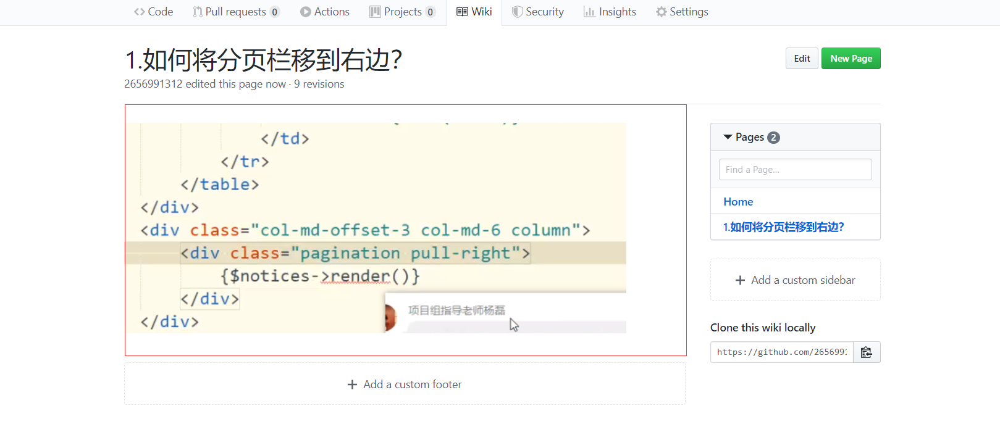 Code Pull requests 0 Actions Projects 0 Wiki Security Insights Settings
1.如何将分页栏移到右边?
Edit New Page
2656991312 edited this page now · 9 revisions
</td>
</tr>
</table>
</div>
<div class="col-md-offset-3 col-md-6 column">
<div class="pagination pull-right">
{$notices->render()}
</div>
</div>
项目组指导老师杨磊
Add a custom footer
Pages 2
Find a Page...
Home
1.如何将分页栏移到右边?
Add a custom sidebar
Clone this wiki locally
https://github.com/265699